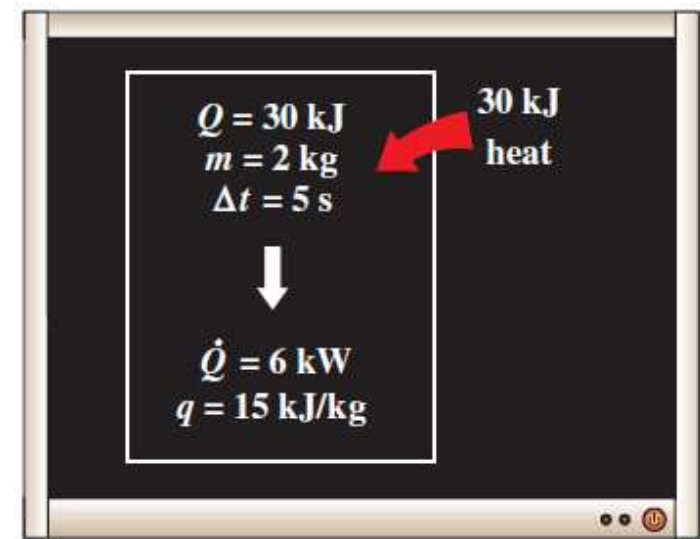 Q = 30 kJ
m = 2 kg
Δt = 5 s
30 kJ
heat
Q̇ = 6 kW
q = 15 kJ/kg